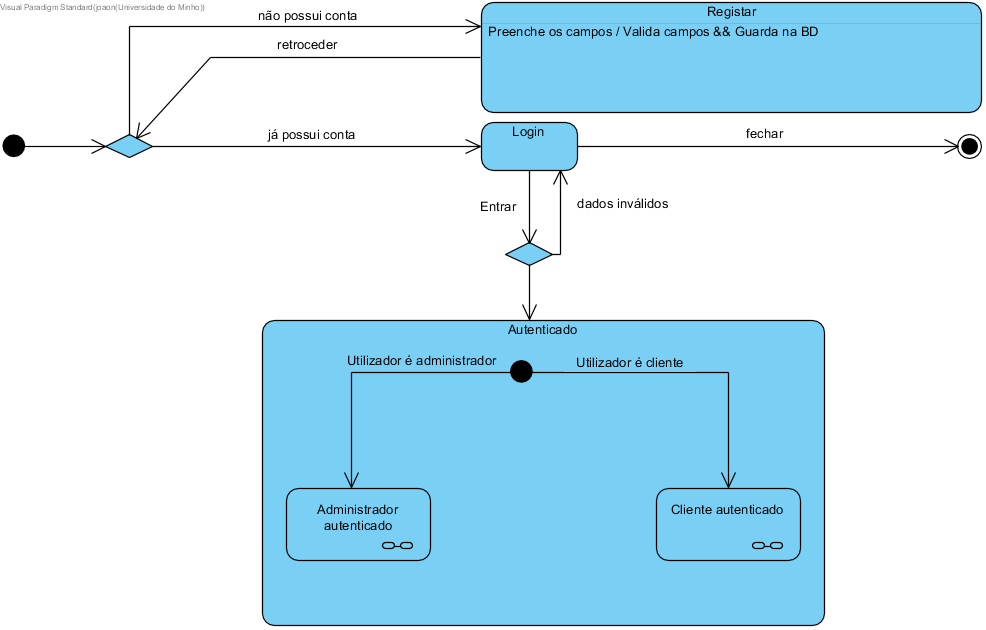 Visual Paradigm Standard(joaon(Universidade do Minho))
não possui conta
Registar
Preenche os campos / Valida campos && Guarda na BD
retroceder
já possui conta
Login
fechar
Entrar
dados inválidos
Autenticado
Utilizador é administrador
Utilizador é cliente
Administrador
autenticado
Cliente autenticado